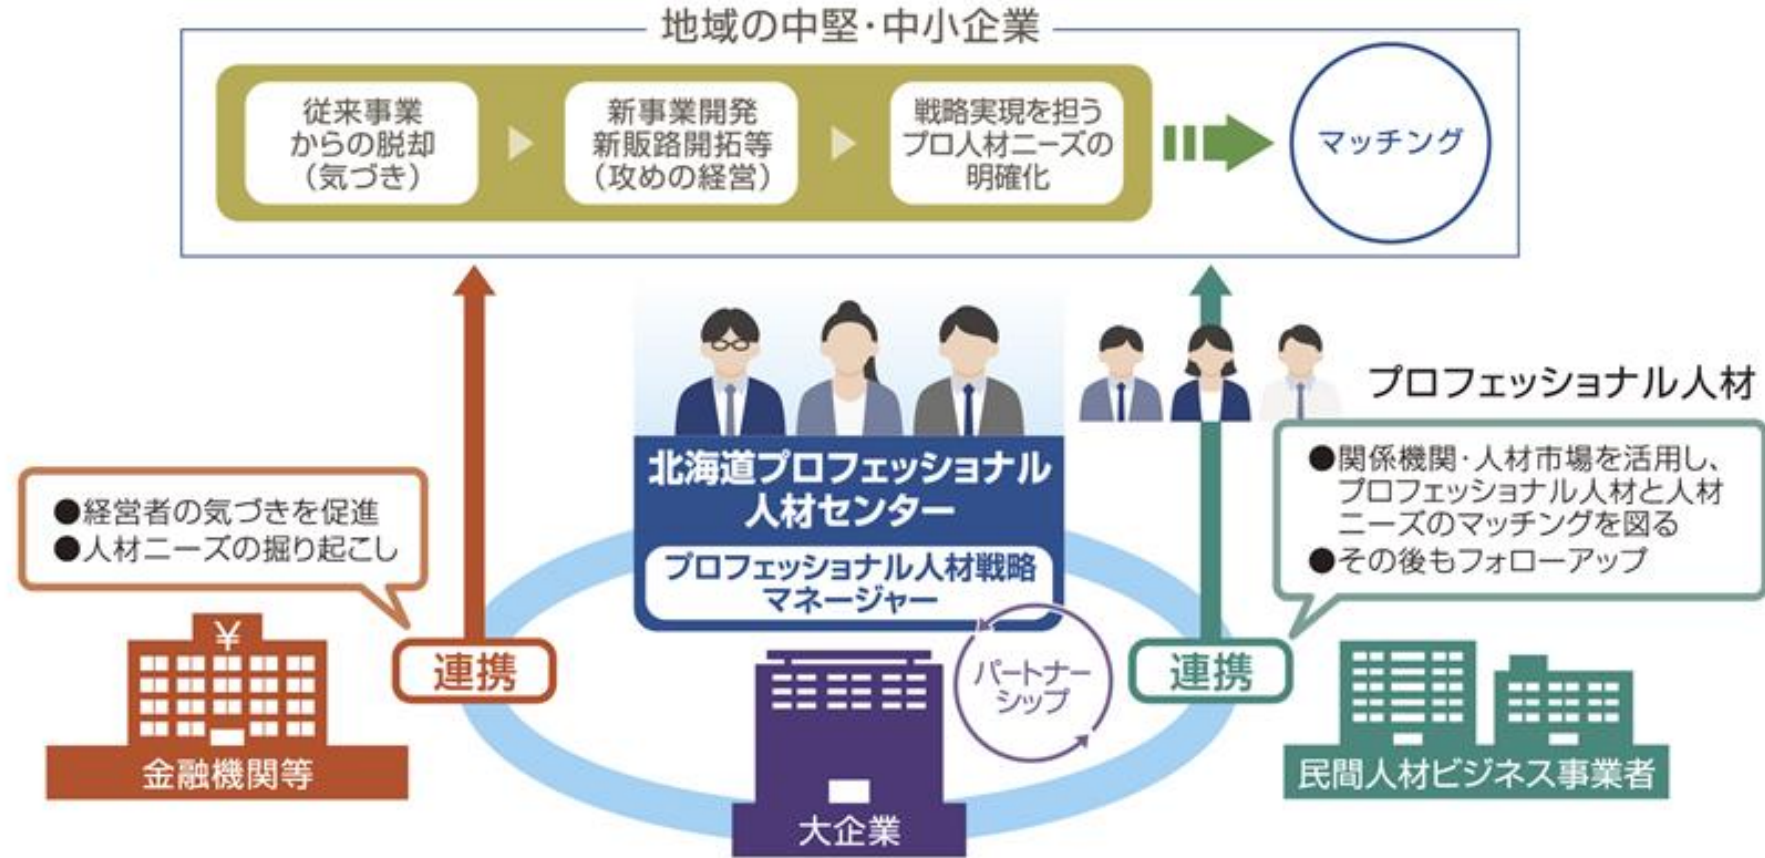 地域の中堅・中小企業
従来事業
からの脱却
（気づき）
新事業開発
新販路開拓等
（攻めの経営）
戦略実現を担う
プロ人材ニーズの
明確化
マッチング
北海道プロフェッショナル
人材センター
プロフェッショナル人材戦略
マネージャー
プロフェッショナル人材
●経営者の気づきを促進
●人材ニーズの掘り起こし
●関係機関・人材市場を活用し、
プロフェッショナル人材と人材
ニーズのマッチングを図る
●その後もフォローアップ
連携
パートナー
シップ
連携
¥
金融機関等
大企業
民間人材ビジネス事業者